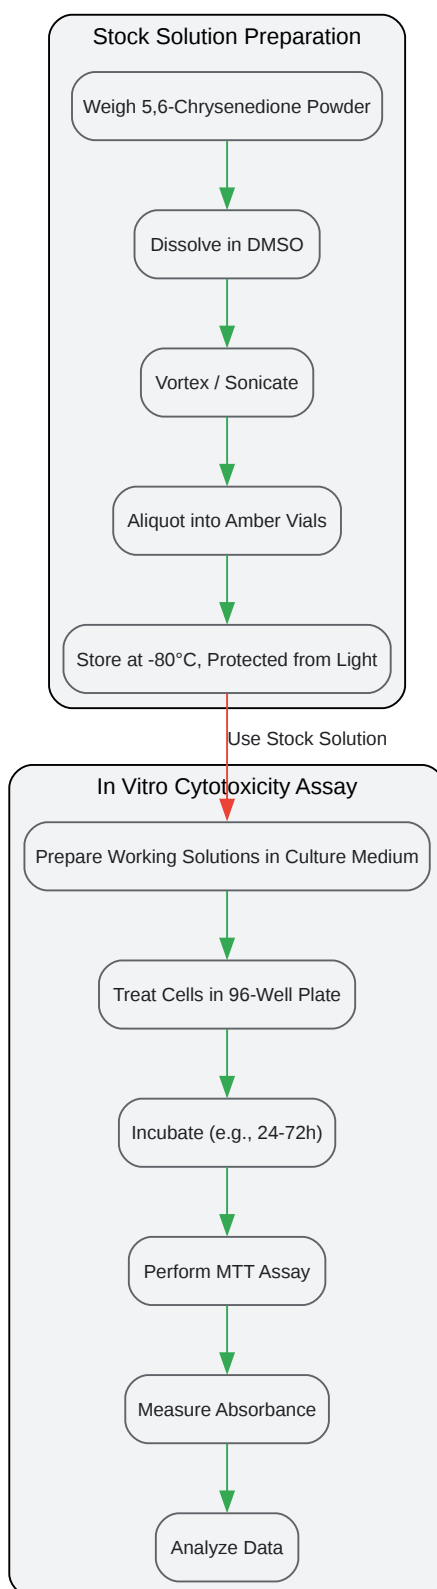 Stock Solution Preparation
Weigh 5,6-Chrysenedione Powder
Dissolve in DMSO
Vortex / Sonicate
Aliquot into Amber Vials
Store at -80°C, Protected from Light
Use Stock Solution
In Vitro Cytotoxicity Assay
Prepare Working Solutions in Culture Medium
Treat Cells in 96-Well Plate
Incubate (e.g., 24-72h)
Perform MTT Assay
Measure Absorbance
Analyze Data